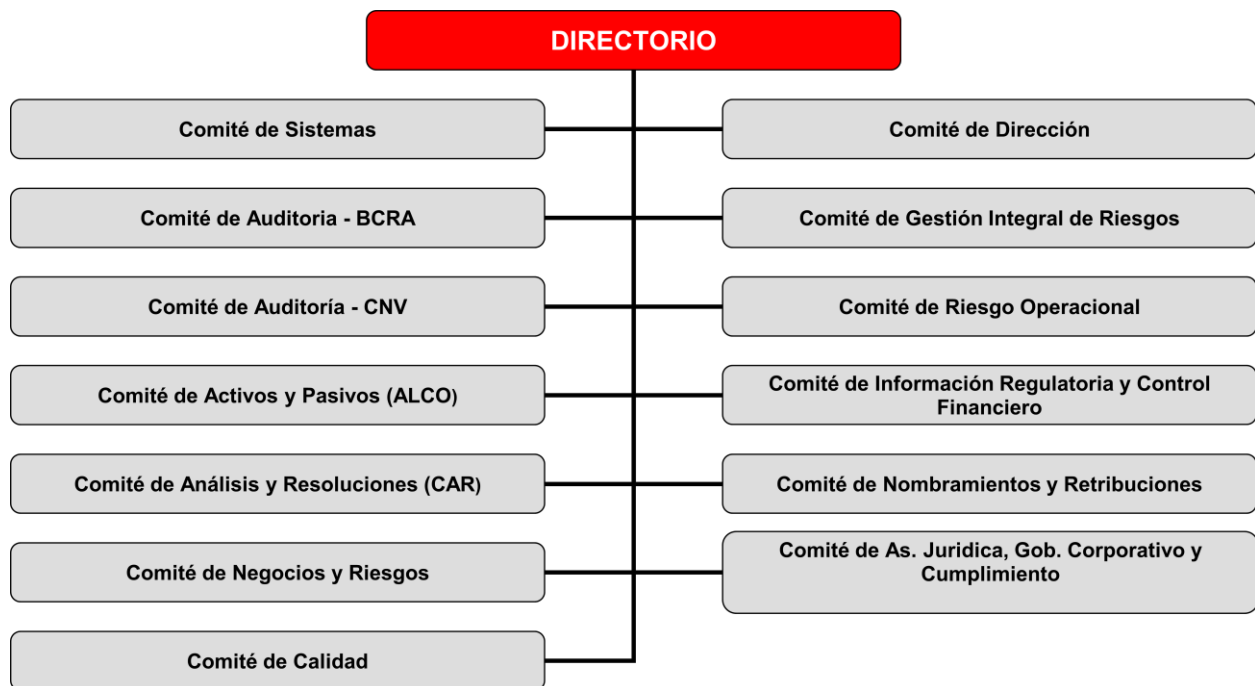 DIRECTORIO
Comité de Sistemas
Comité de Dirección
Comité de Auditoria - BCRA
Comité de Gestión Integral de Riesgos
Comité de Auditoría - CNV
Comité de Riesgo Operacional
Comité de Activos y Pasivos (ALCO)
Comité de Información Regulatoria y Control
Financiero
Comité de Análisis y Resoluciones (CAR)
Comité de Nombramientos y Retribuciones
Comité de Negocios y Riesgos
Comité de As. Juridica, Gob. Corporativo y
Cumplimiento
Comité de Calidad